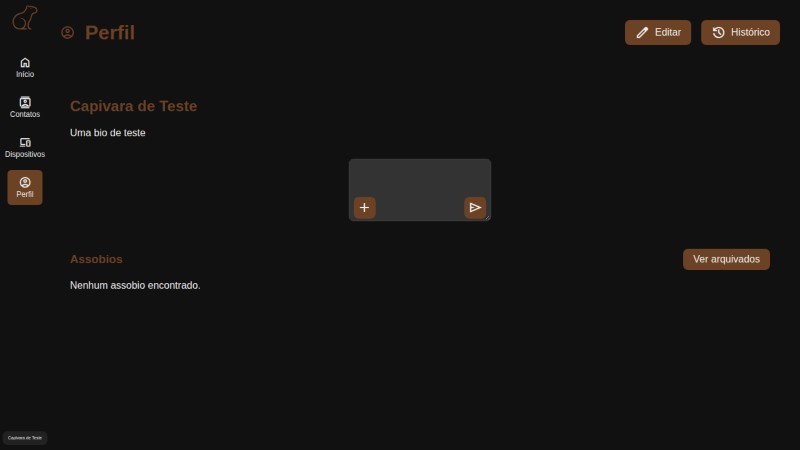 Perfil
Editar
Histórico
Início
Contatos
Dispositivos
Perfil
Capivara de Teste
Uma bio de teste
Assobios
Ver arquivados
Nenhum assobio encontrado.
Capivara de Teste